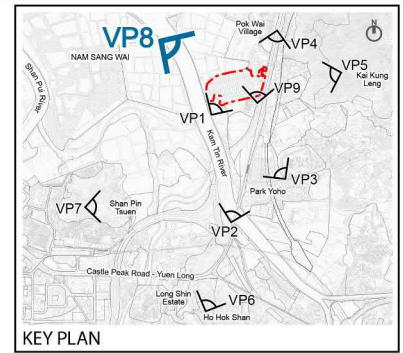 Pok Wai
Village
N
VP8
VP4
NAM SANG WAI
VP5
Kai Kung
Leng
Shan Pui River
VP9
VP1
Kam Tin River
VP3
Park Yoho
VP7
Shan Pin
Tsuen
VP2
Castle Peak Road - Yuen Long
Long Shin
Estate
VP6
Ho Hok Shan
KEY PLAN